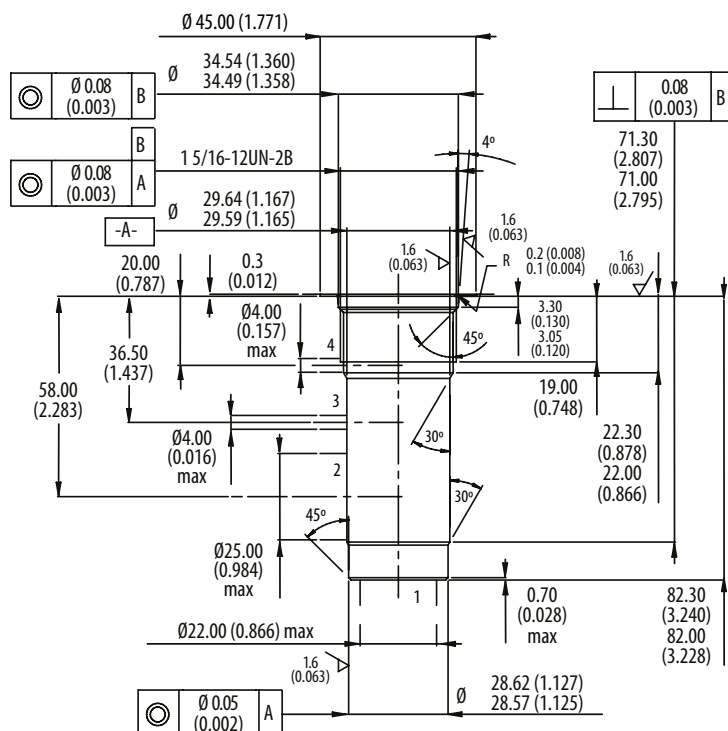 Ø 45.00 (1.771)
Ø
34.54 (1.360)
34.49 (1.358)
Ø 0.08
(0.003)
B
B
Ø 0.08
(0.003)
A
1 5/16-12UN-2B
Ø
29.64 (1.167)
29.59 (1.165)
-A-
4º
0.08
(0.003)
B
71.30
(2.807)
71.00
(2.795)
1.6
(0.063)
1.6
(0.063)
R
0.2 (0.008)
0.1 (0.004)
1.6
(0.063)
20.00
(0.787)
0.3
(0.012)
Ø4.00
(0.157)
max
4
45º
3.30
(0.130)
3.05
(0.120)
36.50
(1.437)
58.00
(2.283)
19.00
(0.748)
3
Ø4.00
(0.016)
max
2
30º
22.30
(0.878)
22.00
(0.866)
30º
45º
Ø25.00
(0.984)
max
1
0.70
(0.028)
max
82.30
(3.240)
82.00
(3.228)
Ø22.00 (0.866) max
1.6
(0.063)
Ø 0.05
(0.002)
A
Ø
28.62 (1.127)
28.57 (1.125)